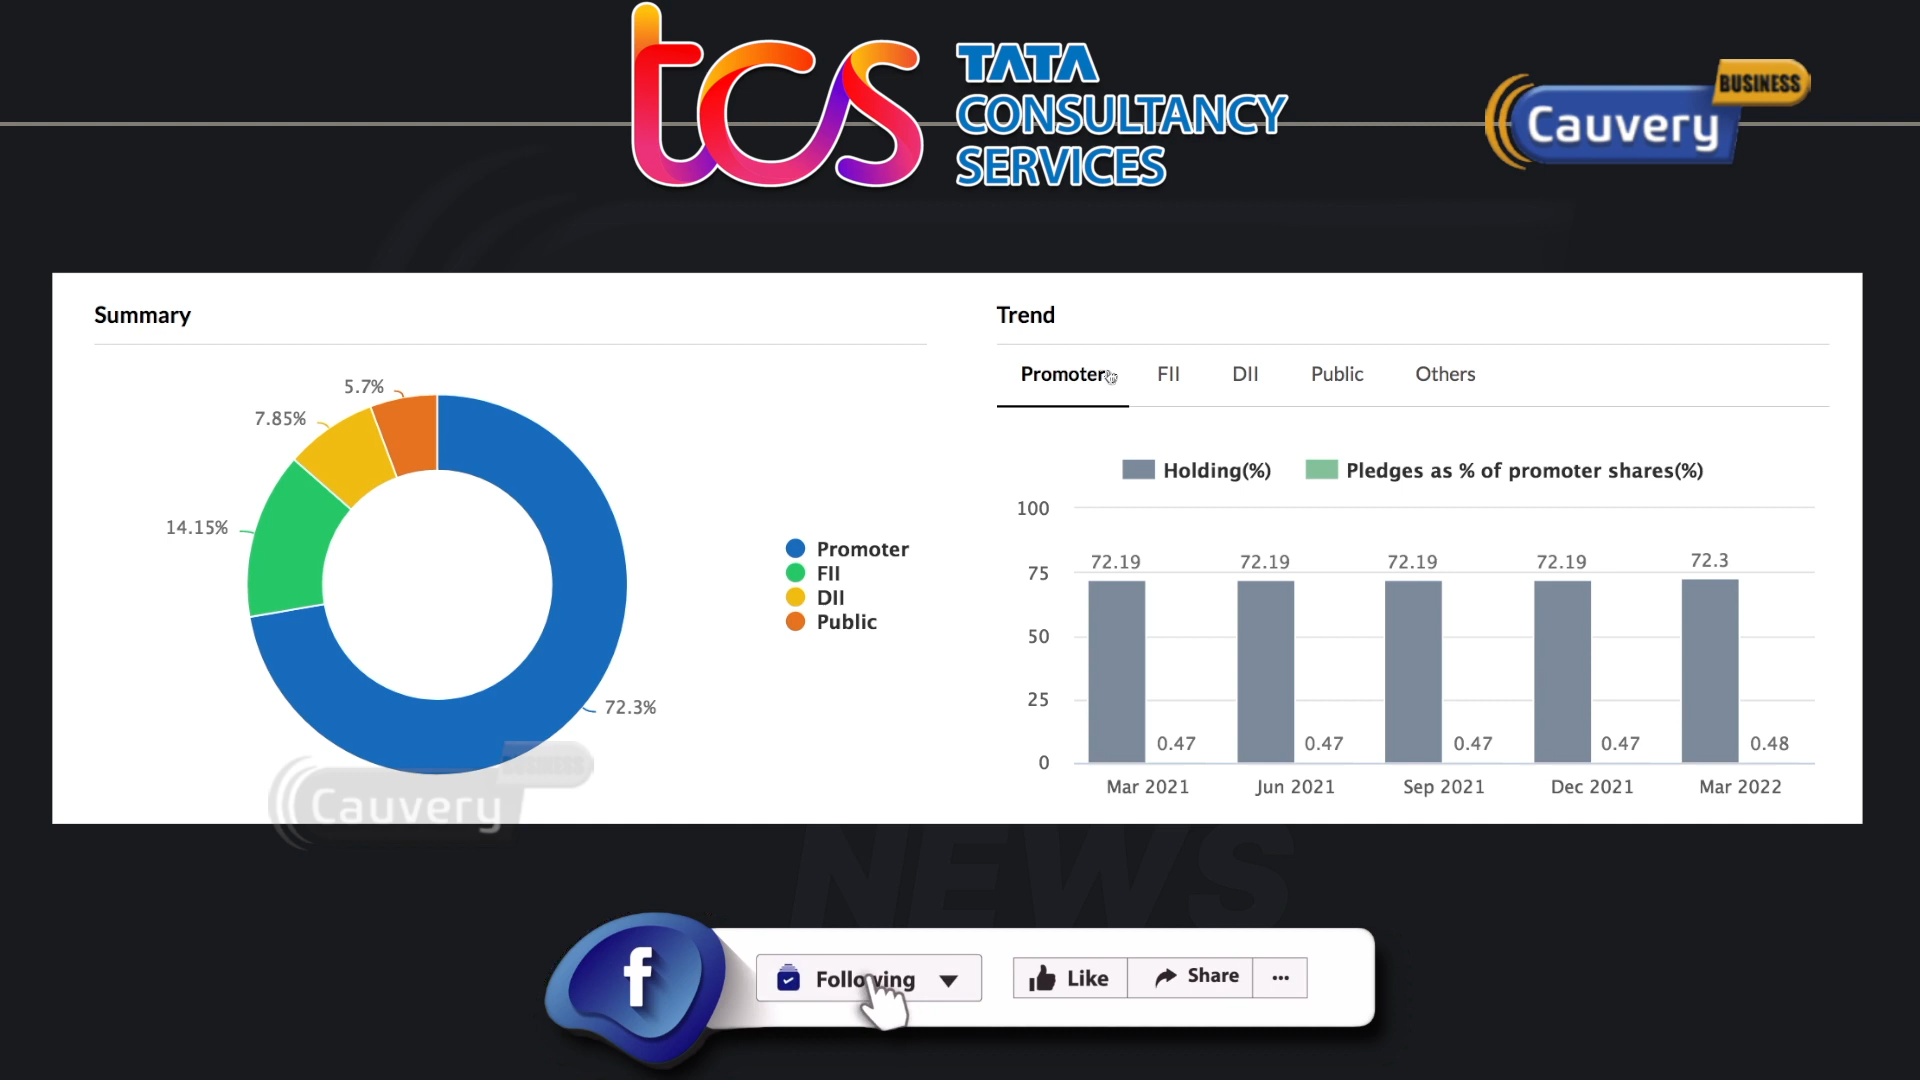 tcs
TATA
CONSULTANCY
SERVICES
BUSINESS
Cauvery
Summary
5.7%
7.85%
14.15%
72.3%
Promoter
FII
DII
Public
Trend
Promoter FII DII Public Others
Holding(%) Pledges as % of promoter shares(%)
100
75
50
25
0
72.19 72.19 72.19 72.19 72.3
0.47 0.47 0.47 0.47 0.48
Mar 2021 Jun 2021 Sep 2021 Dec 2021 Mar 2022
BUSINESS
Cauvery
NEWS
f
Following Like Share ...